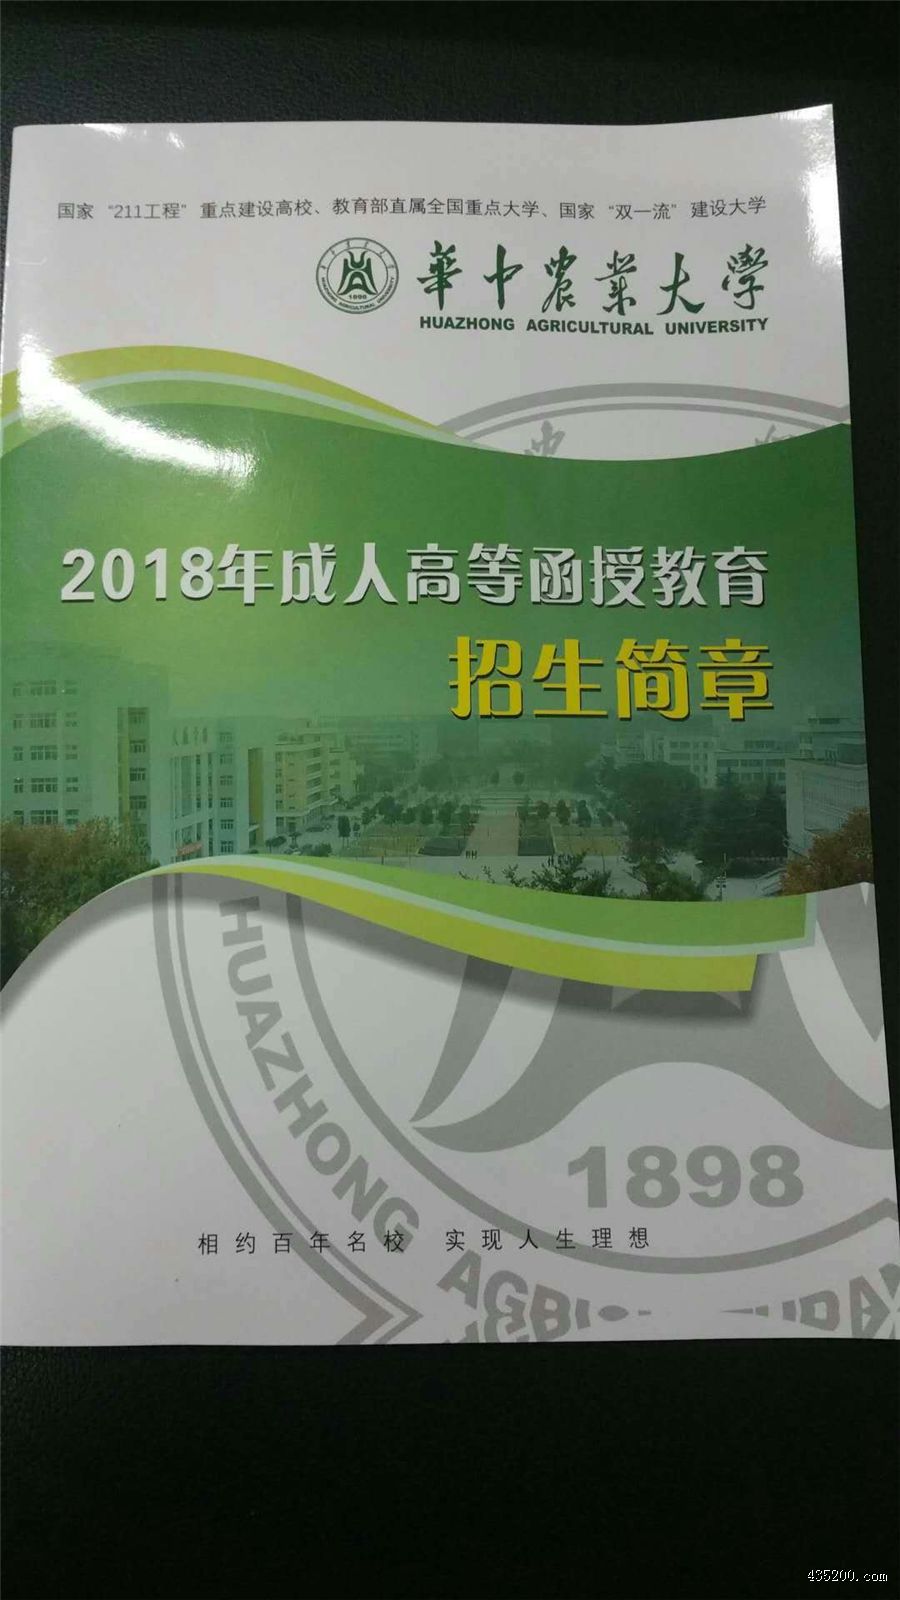 国家“211工程”重点建设高校、教育部直属全国重点大学、国家“双一流”建设大学
華中農業大學
HUAZHONG AGRICULTURAL UNIVERSITY
1898
2018年成人高等函授教育
招生简章
HUAZHONG
1898
相约百年名校 实现人生理想
435200.com